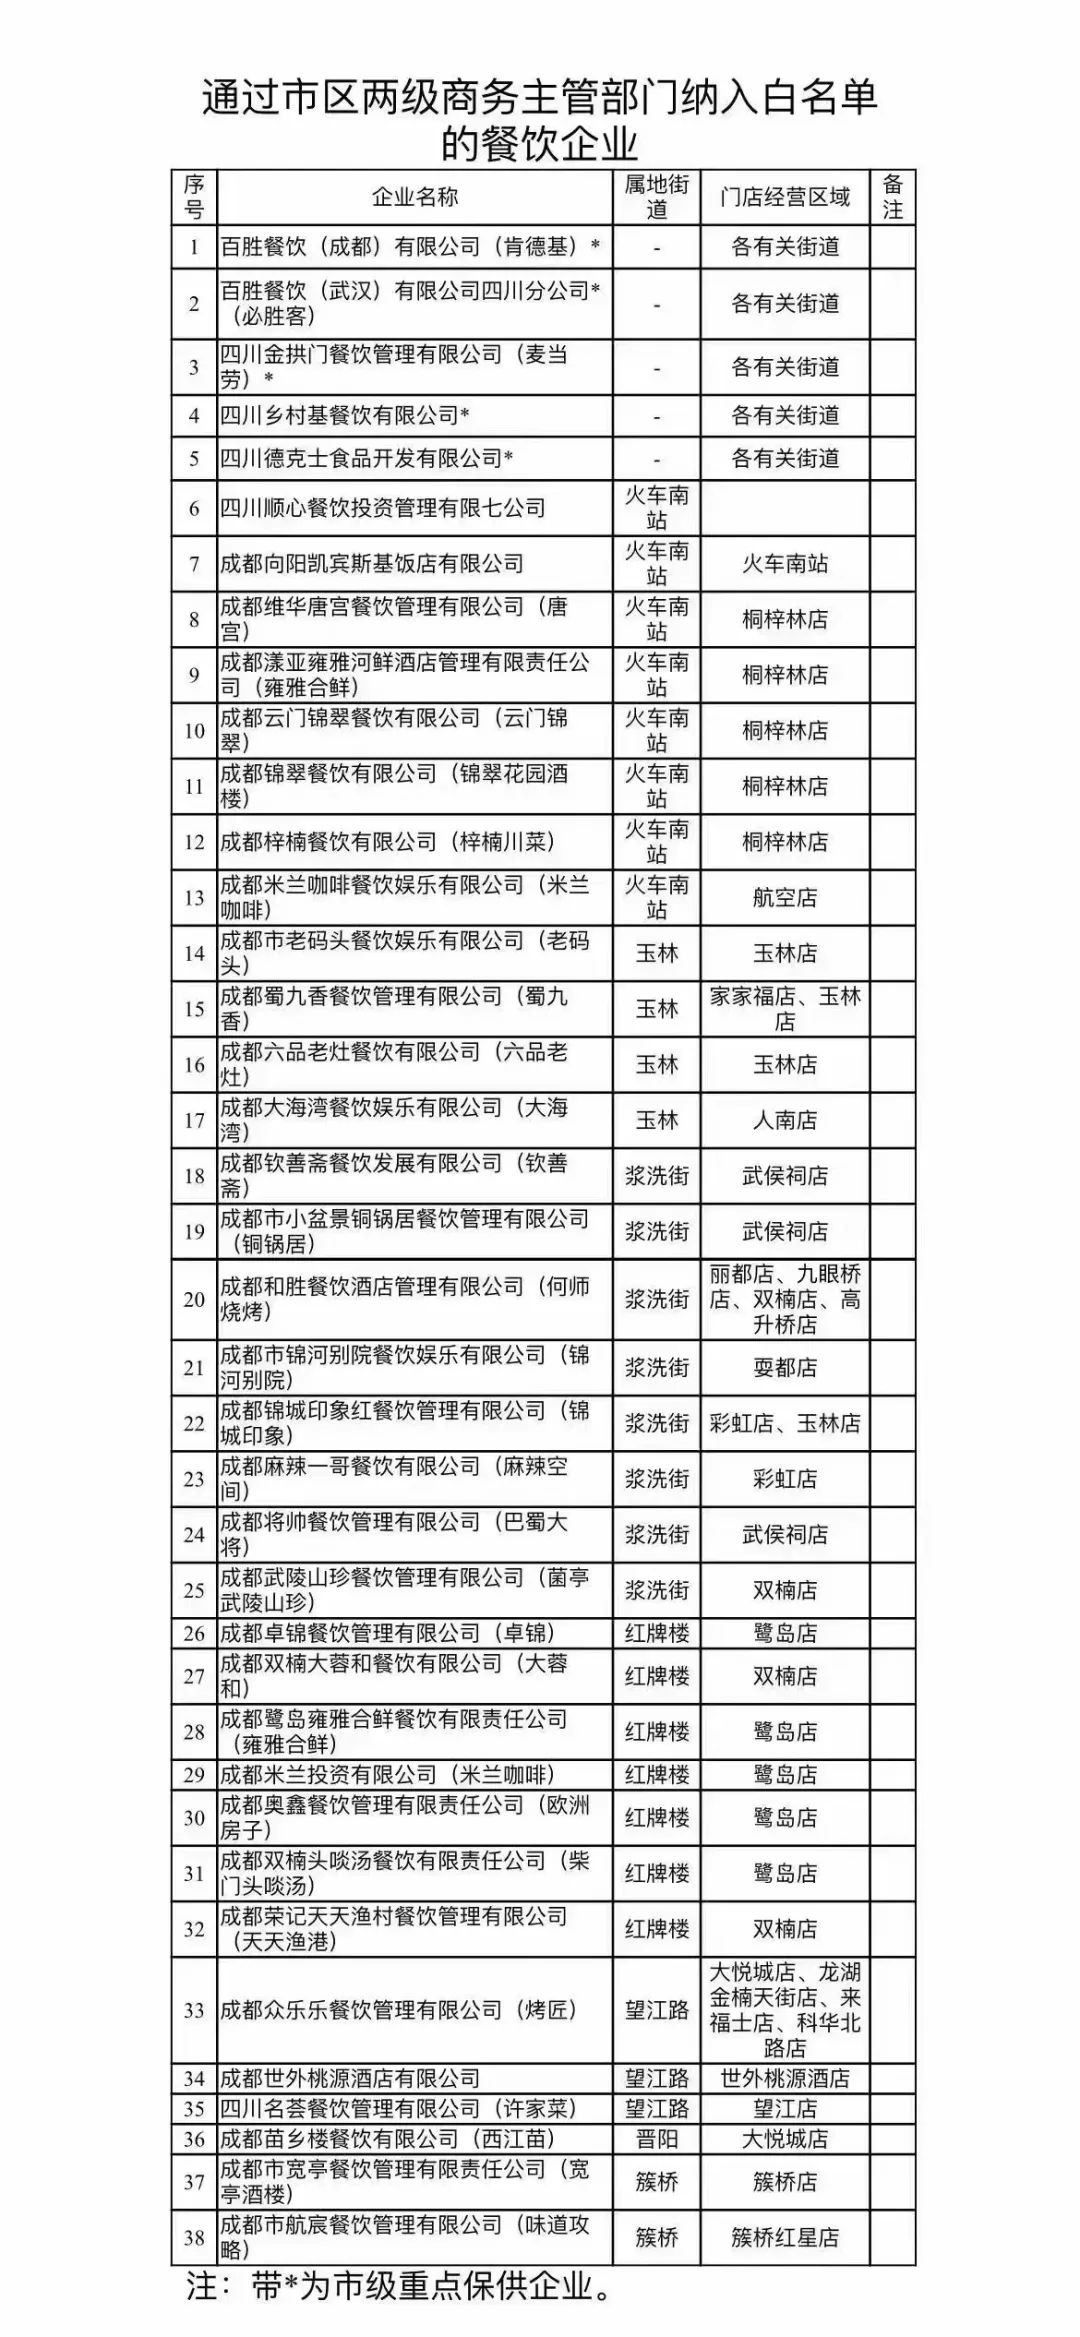 通过市区两级商务主管部门纳入白名单
的餐饮企业
序号 企业名称 属地街道 门店经营区域 备注
1 百胜餐饮（成都）有限公司（肯德基）* - 各有关街道
2 百胜餐饮（武汉）有限公司四川分公司*（必胜客） - 各有关街道
3 四川金拱门餐饮管理有限公司（麦当劳）* - 各有关街道
4 四川乡村基餐饮有限公司* - 各有关街道
5 四川德克士食品开发有限公司* - 各有关街道
6 四川顺心餐饮投资管理有限七公司 火车南站
7 成都向阳凯宾斯基饭店有限公司 火车南站 火车南站
8 成都维华唐宫餐饮管理有限公司（唐宫） 火车南站 桐梓林店
9 成都漾亚雍雅河鲜酒店管理有限责任公司（雍雅合鲜） 火车南站 桐梓林店
10 成都云门锦翠餐饮有限公司（云门锦翠） 火车南站 桐梓林店
11 成都锦翠餐饮有限公司（锦翠花园酒楼） 火车南站 桐梓林店
12 成都梓楠餐饮有限公司（梓楠川菜） 火车南站 桐梓林店
13 成都米兰咖啡餐饮娱乐有限公司（米兰咖啡） 火车南站 航空店
14 成都市老码头餐饮娱乐有限公司（老码头） 玉林 玉林店
15 成都蜀九香餐饮管理有限公司（蜀九香） 玉林 家家福店、玉林店
16 成都六品老灶餐饮有限公司（六品老灶） 玉林 玉林店
17 成都大海湾餐饮娱乐有限公司（大海湾） 玉林 人南店
18 成都钦善斋餐饮发展有限公司（钦善斋） 浆洗街 武侯祠店
19 成都市小盆景铜锅居餐饮管理有限公司（铜锅居） 浆洗街 武侯祠店
20 成都和胜餐饮酒店管理有限公司（何师烧烤） 浆洗街 丽都店、九眼桥店、双楠店、高升桥店
21 成都市锦河别院餐饮娱乐有限公司（锦河别院） 浆洗街 耍都店
22 成都锦城印象红餐饮管理有限公司（锦城印象） 浆洗街 彩虹店、玉林店
23 成都麻辣一哥餐饮有限公司（麻辣空间） 浆洗街 彩虹店
24 成都将帅餐饮管理有限公司（巴蜀大将） 浆洗街 武侯祠店
25 成都武陵山珍餐饮管理有限公司（菌亭武陵山珍） 浆洗街 双楠店
26 成都卓锦餐饮管理有限公司（卓锦） 红牌楼 鹭岛店
27 成都双楠大蓉和餐饮有限公司（大蓉和） 红牌楼 双楠店
28 成都鹭岛雍雅合鲜餐饮有限责任公司（雍雅合鲜） 红牌楼 鹭岛店
29 成都米兰投资有限公司（米兰咖啡） 红牌楼 鹭岛店
30 成都奥鑫餐饮管理有限责任公司（欧洲房子） 红牌楼 鹭岛店
31 成都双楠头啖汤餐饮有限责任公司（柴门头啖汤） 红牌楼 鹭岛店
32 成都荣记天天渔村餐饮管理有限公司（天天渔港） 红牌楼 双楠店
33 成都众乐乐餐饮管理有限公司（烤匠） 望江路 大悦城店、龙湖金楠天街店、来福士店、科华北路店
34 成都世外桃源酒店有限公司 望江路 世外桃源酒店
35 四川名荟餐饮管理有限公司（许家菜） 望江路 望江店
36 成都苗乡楼餐饮有限公司（西江苗） 晋阳 大悦城店
37 成都市宽亭餐饮管理有限责任公司（宽亭酒楼） 簇桥 簇桥店
38 成都市航宸餐饮管理有限公司（味道攻略） 簇桥 簇桥红星店
注：带*为市级重点保供企业。